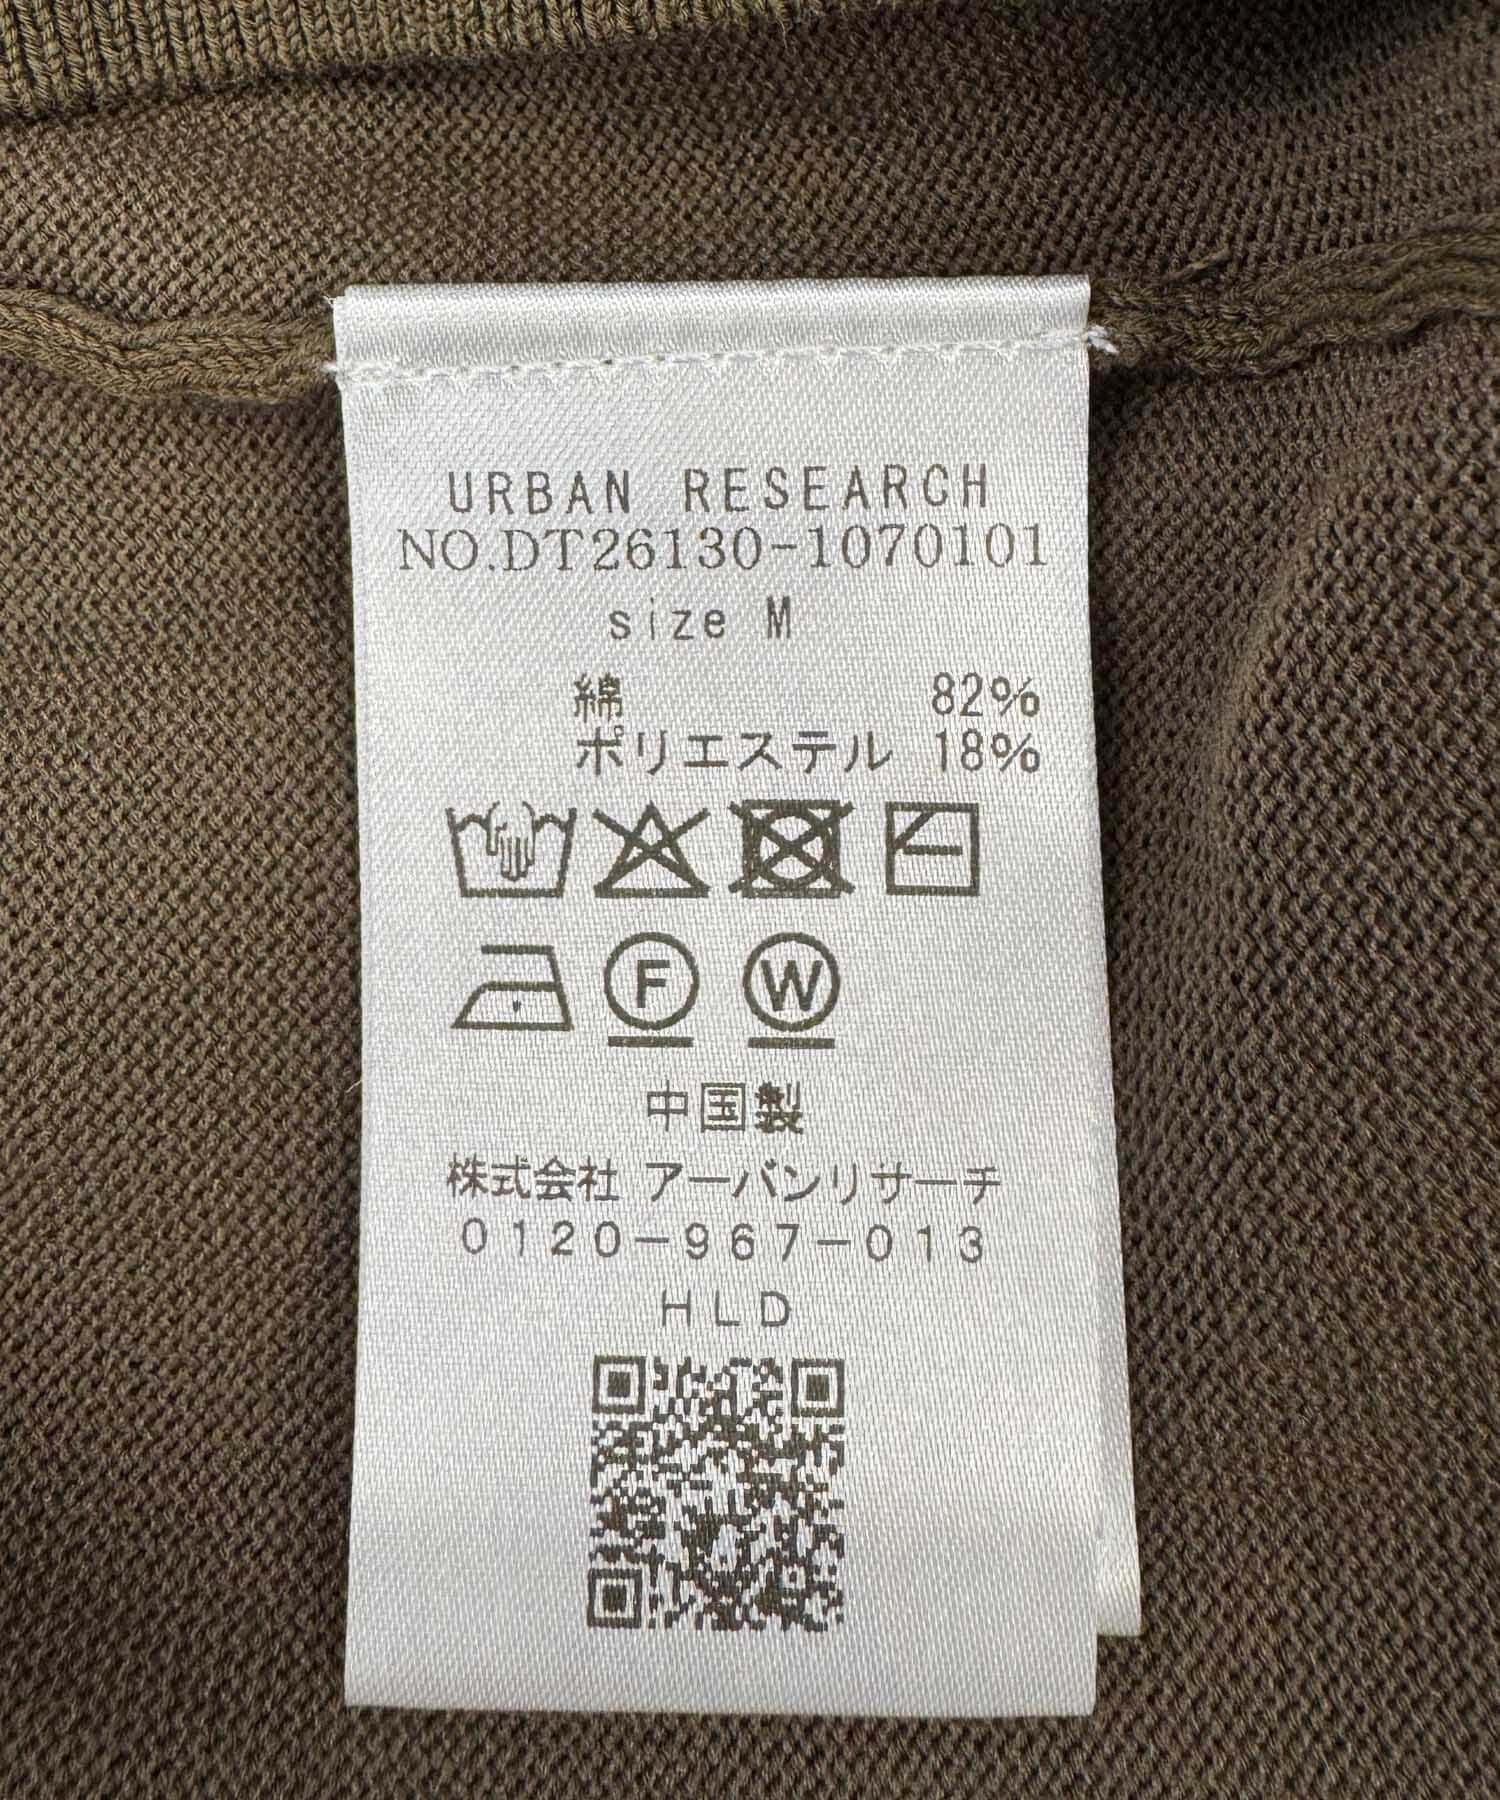 URBAN RESEARCH
NO.DT26130-1070101
size M
綿 82%
ポリエステル 18%
F W
中国製
株式会社 アーバンリサーチ
0120-967-013
HLD